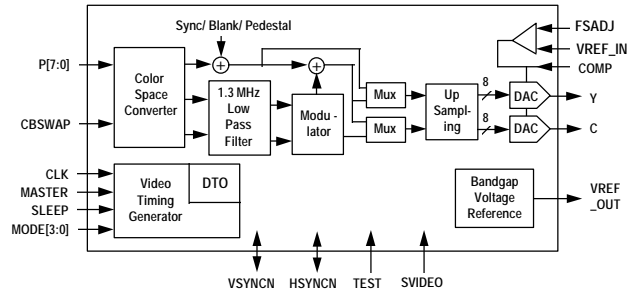 Sync/ Blank/ Pedestal
FSADJ
VREF_IN
COMP
P[7:0]
CBSWAP
Color
Space
Converter
1.3 MHz
Low
Pass
Filter
Modu -
lator
Mux
Mux
Up
Sampl-
ing
8
8
DAC
DAC
Y
C
CLK
MASTER
SLEEP
MODE[3:0]
Video
Timing
Generator
DTO
Bandgap
Voltage
Reference
VREF
_OUT
VSYNCN
HSYNCN
TEST
SVIDEO